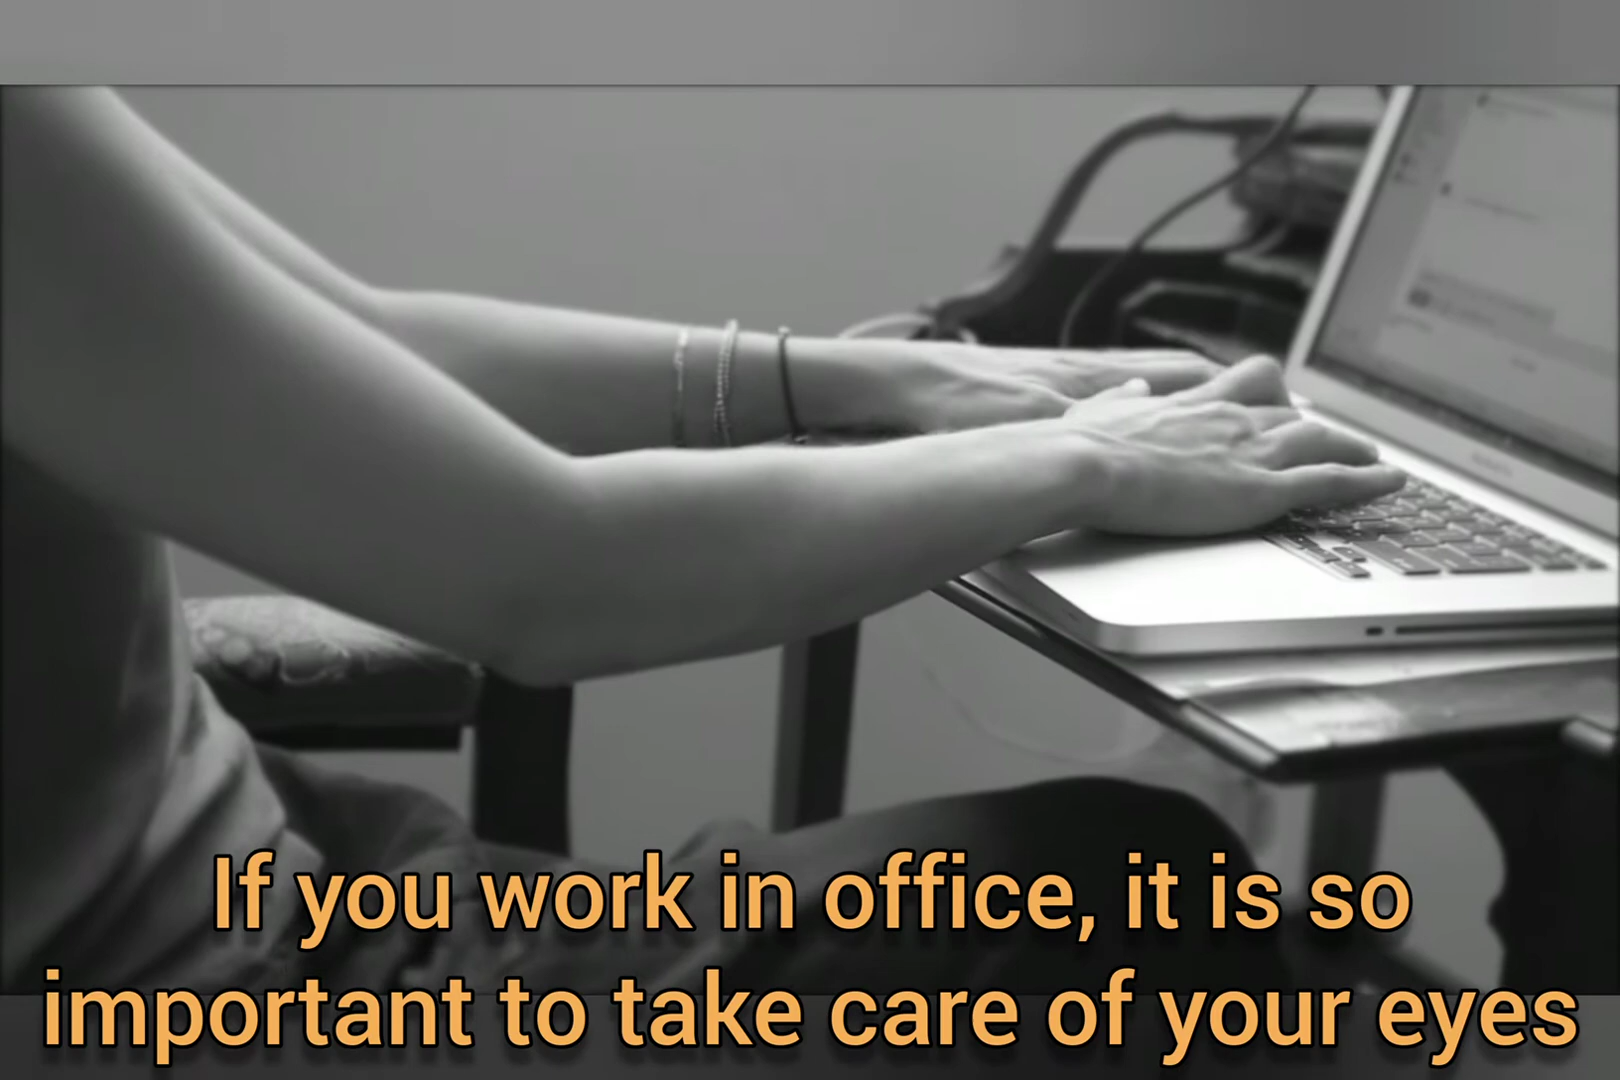 If you work in office, it is so
important to take care of your eyes